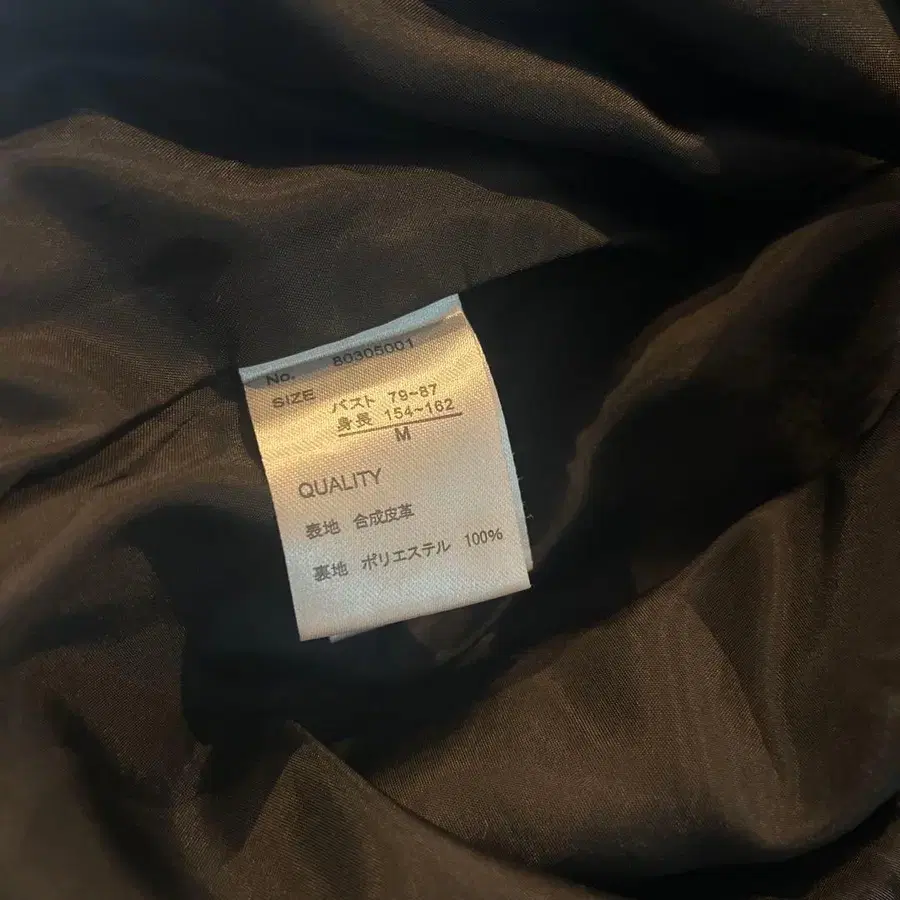 No. 80305001
SIZE
バスト 79~87
身長 154~162
M
QUALITY
表地 合成皮革
裏地 ポリエステル 100%